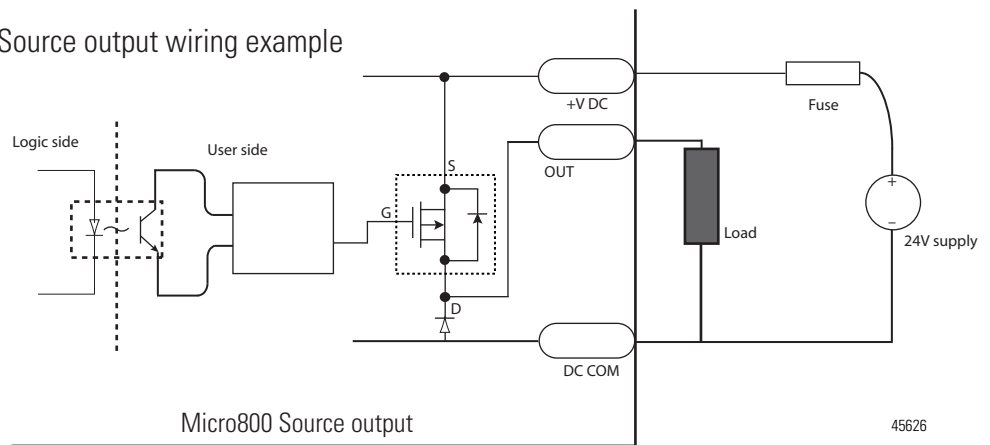 Source output wiring example
+V DC
Fuse
Logic side
User side
OUT
S
G
+
−
Load
24V supply
D
DC COM
Micro800 Source output
45626